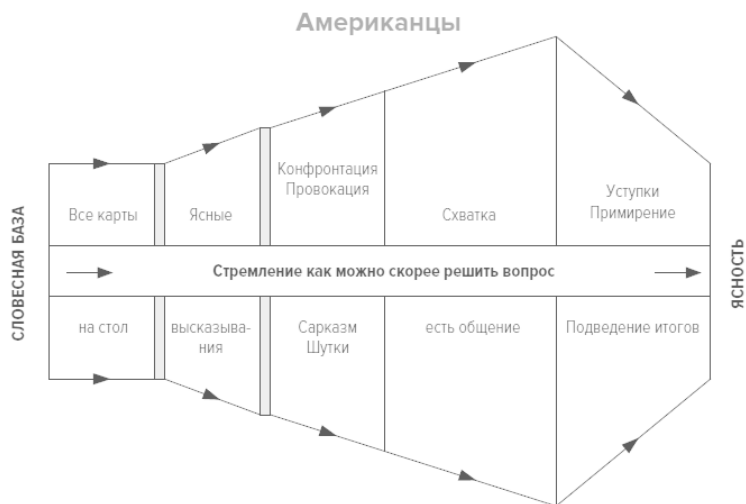 Американцы
СЛОВЕСНАЯ БАЗА
Все карты
Ясные
Конфронтация
Провокация
Схватка
Уступки
Примирение
Стремление как можно скорее решить вопрос
на стол
высказыва-
ния
Сарказм
Шутки
есть общение
Подведение итогов
ЯСНОСТЬ